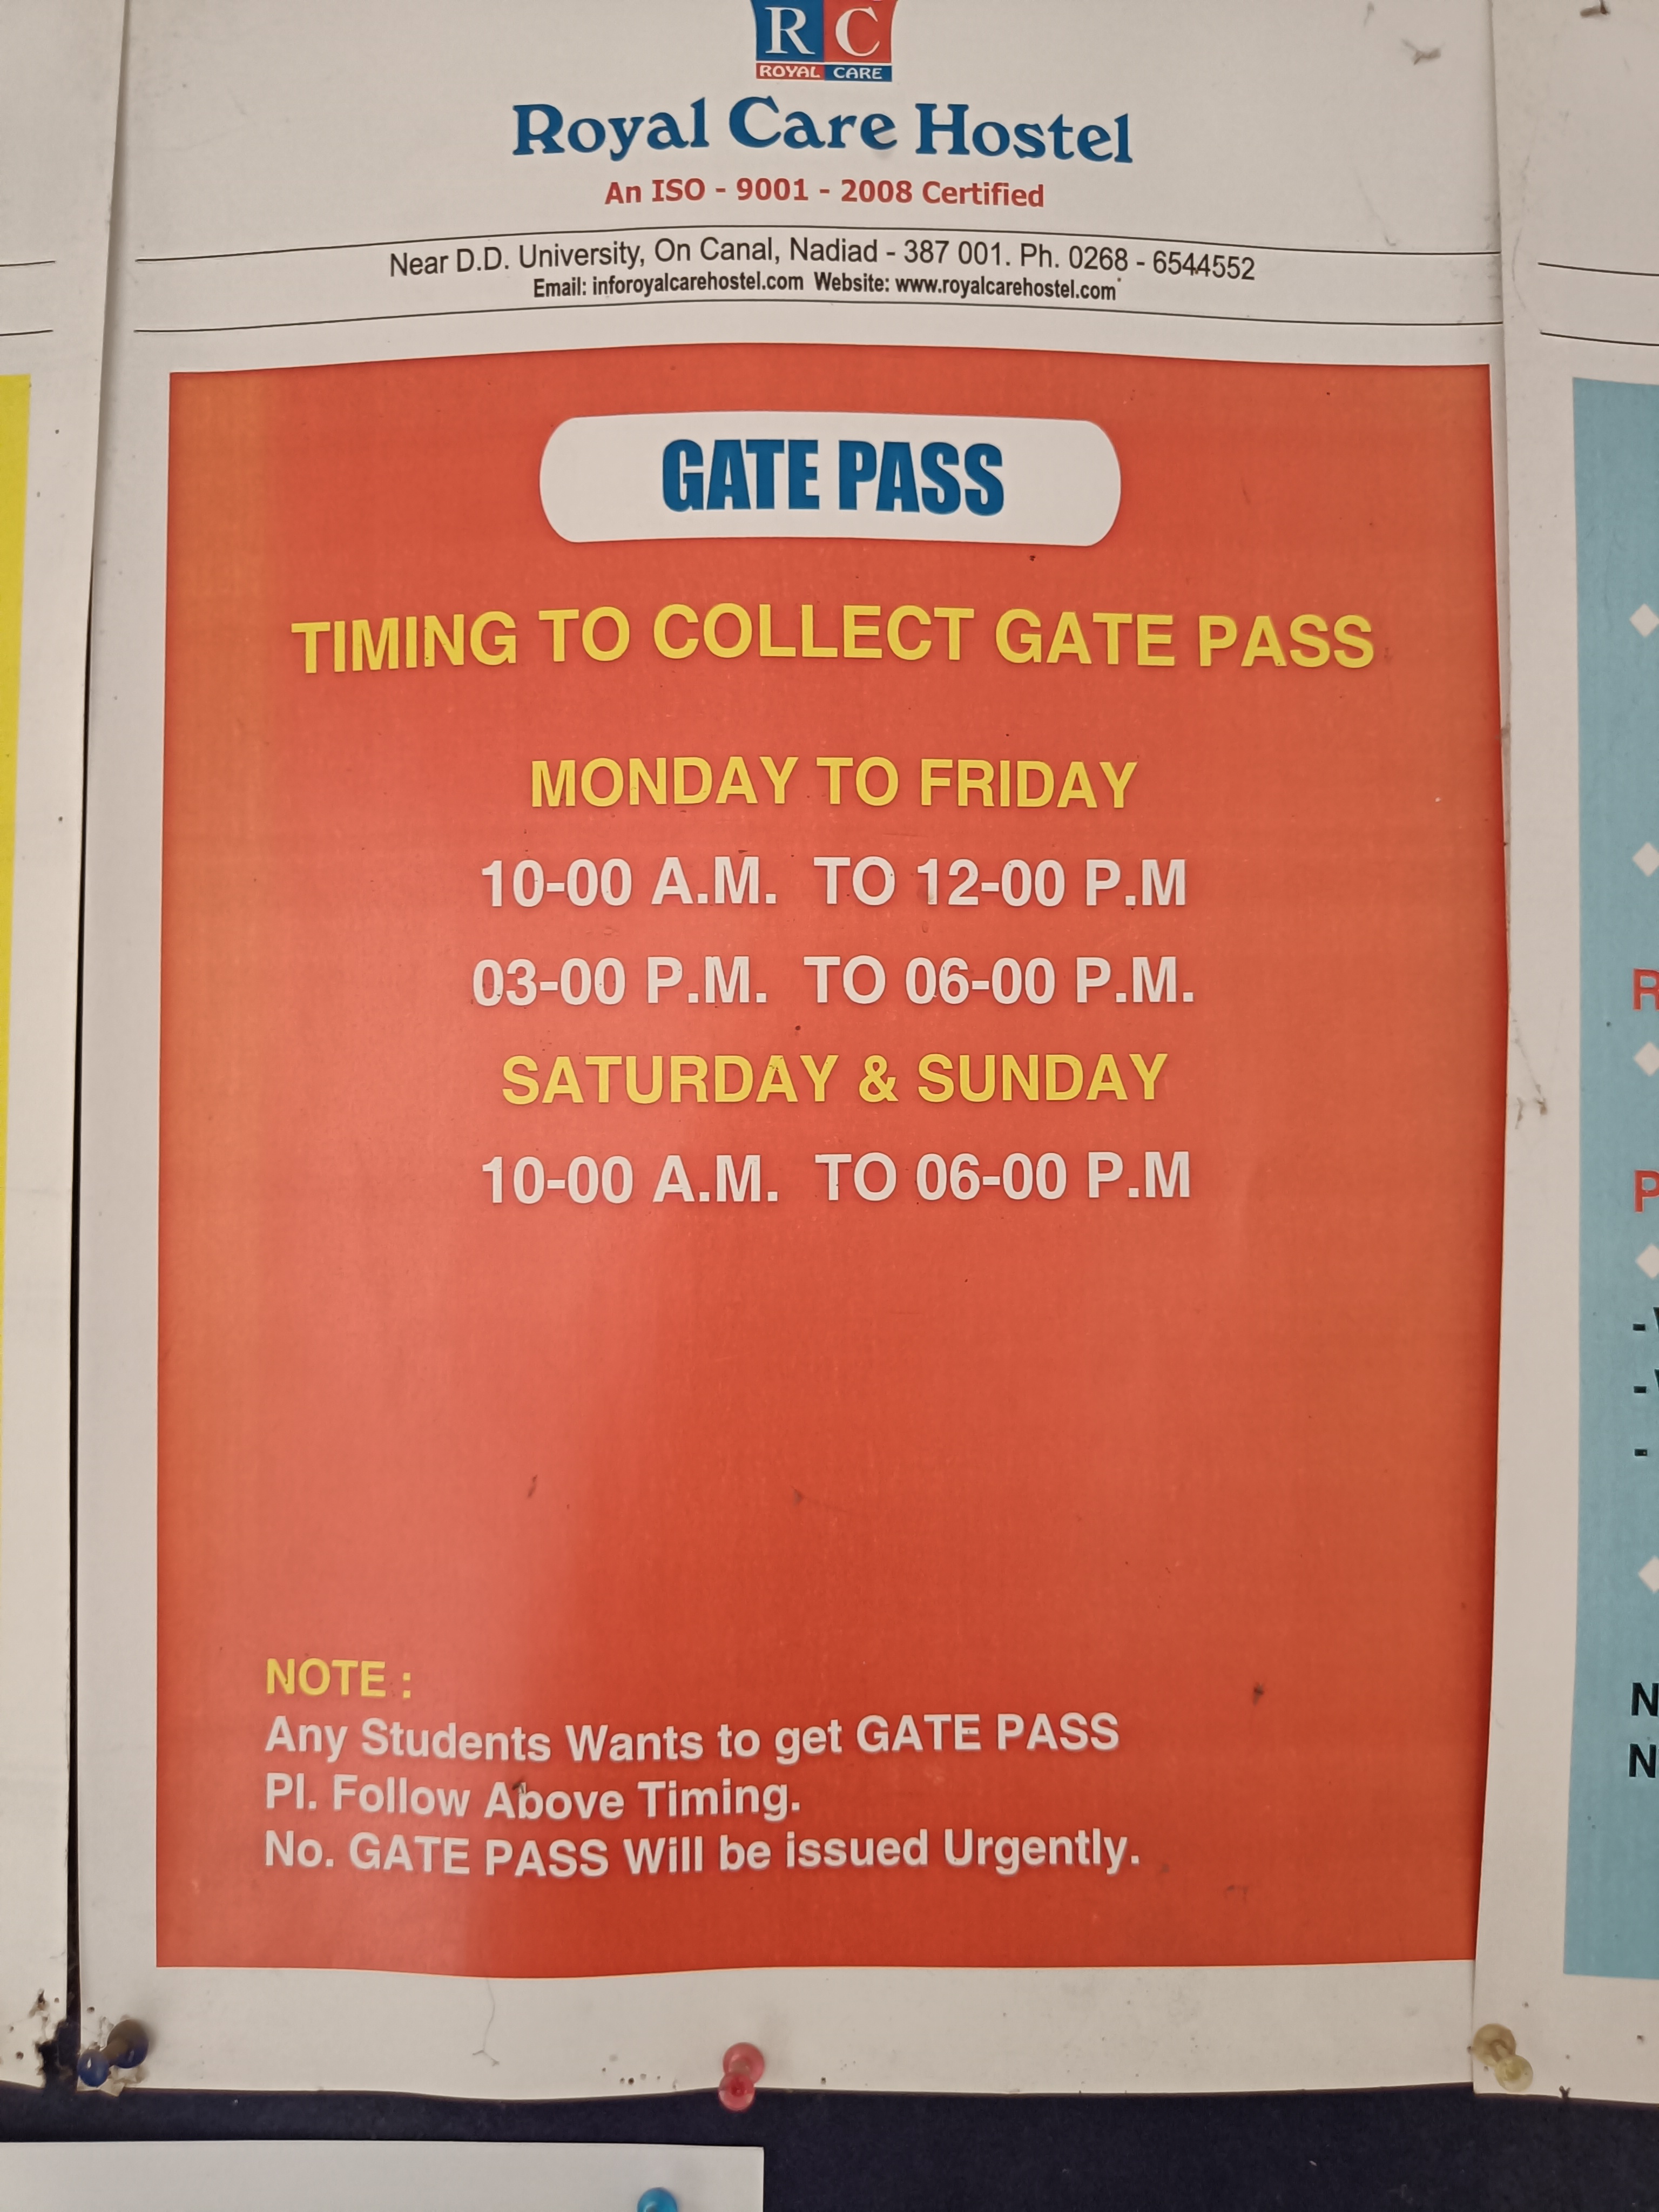 R C
ROYAL CARE
Royal Care Hostel
An ISO - 9001 - 2008 Certified
Near D.D. University, On Canal, Nadiad - 387 001. Ph. 0268 - 6544552
Email: inforoyalcarehostel.com Website: www.royalcarehostel.com
GATE PASS
TIMING TO COLLECT GATE PASS
MONDAY TO FRIDAY
10-00 A.M. TO 12-00 P.M
03-00 P.M. TO 06-00 P.M.
SATURDAY & SUNDAY
10-00 A.M. TO 06-00 P.M
NOTE :
Any Students Wants to get GATE PASS
Pl. Follow Above Timing.
No. GATE PASS Will be issued Urgently.